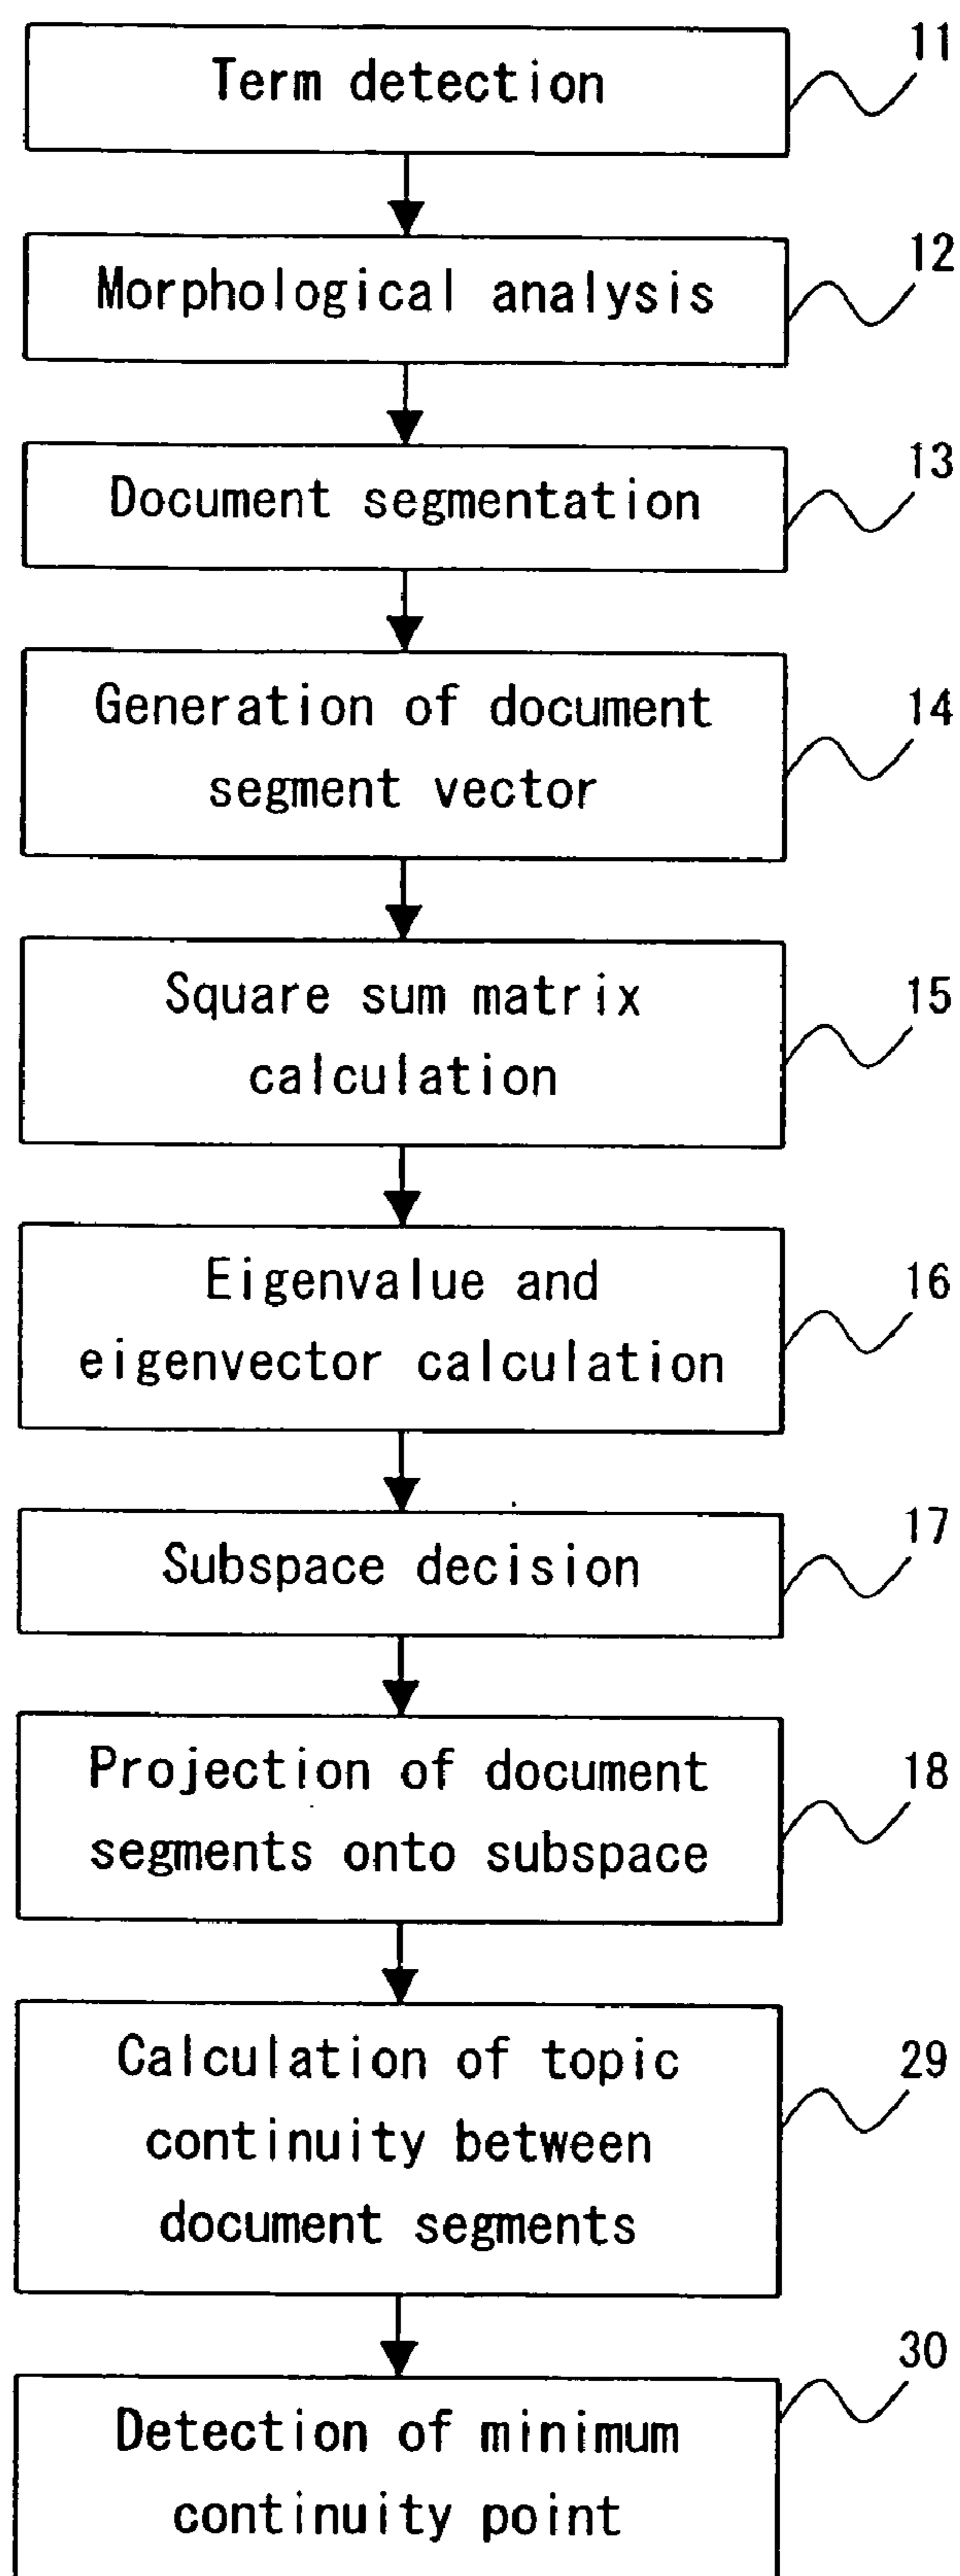 11
Term detection
12
Morphological analysis
13
Document segmentation
14
Generation of document
segment vector
15
Square sum matrix
calculation
16
Eigenvalue and
eigenvector calculation
17
Subspace decision
18
Projection of document
segments onto subspace
29
Calculation of topic
continuity between
document segments
30
Detection of minimum
continuity point